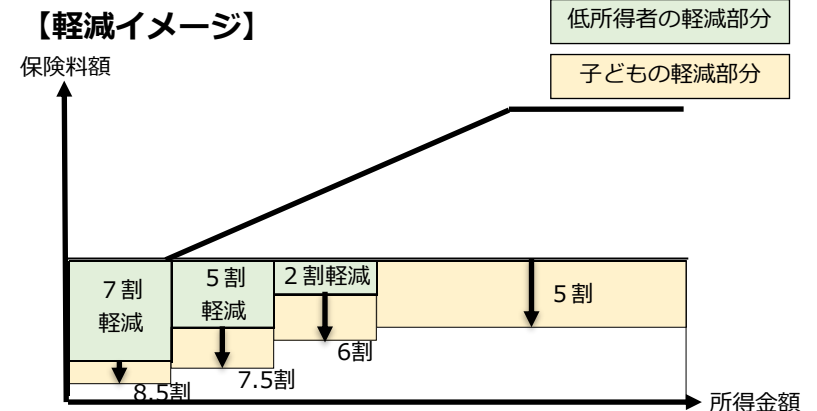 【軽減イメージ】
低所得者の軽減部分
子どもの軽減部分
保険料額
７割
軽減
５割
軽減
２割軽減
５割
6割
7.5割
8.5割
所得金額